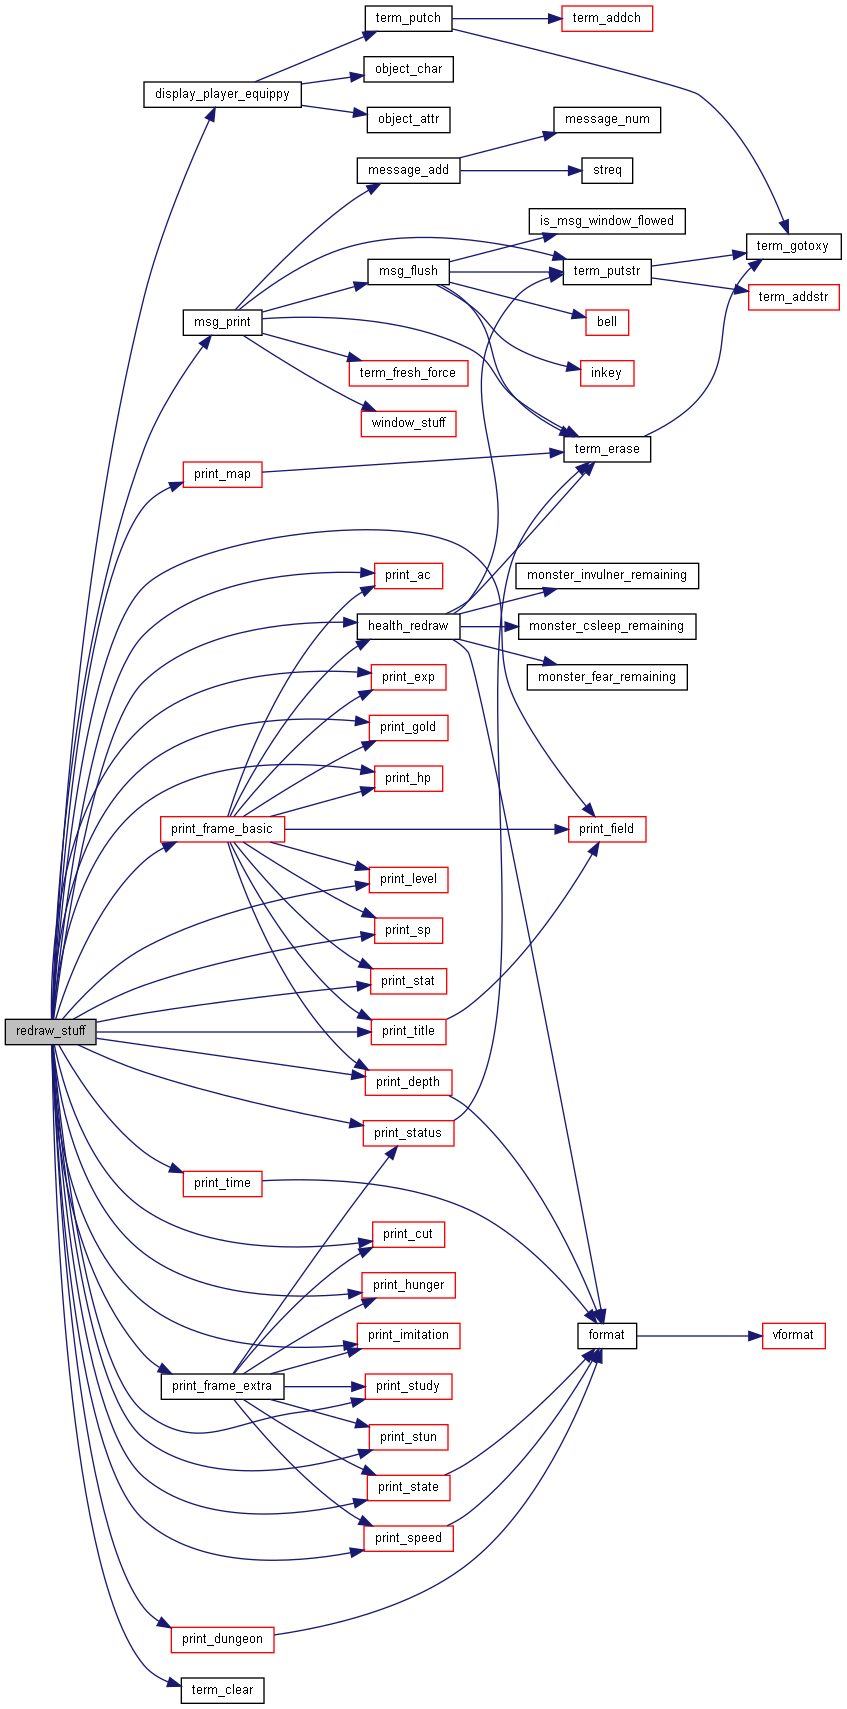 term_putch
term_addch
object_char
display_player_equippy
object_attr
message_num
message_add
streq
is_msg_window_flowed
term_gotoxy
msg_flush
term_putstr
term_addstr
msg_print
bell
term_fresh_force
inkey
window_stuff
term_erase
print_map
print_ac
monster_invulner_remaining
health_redraw
monster_csleep_remaining
print_exp
monster_fear_remaining
print_gold
print_hp
print_frame_basic
print_field
print_level
print_sp
print_stat
redraw_stuff
print_title
print_depth
print_status
print_time
print_cut
print_hunger
print_imitation
format
vformat
print_frame_extra
print_study
print_stun
print_state
print_speed
print_dungeon
term_clear